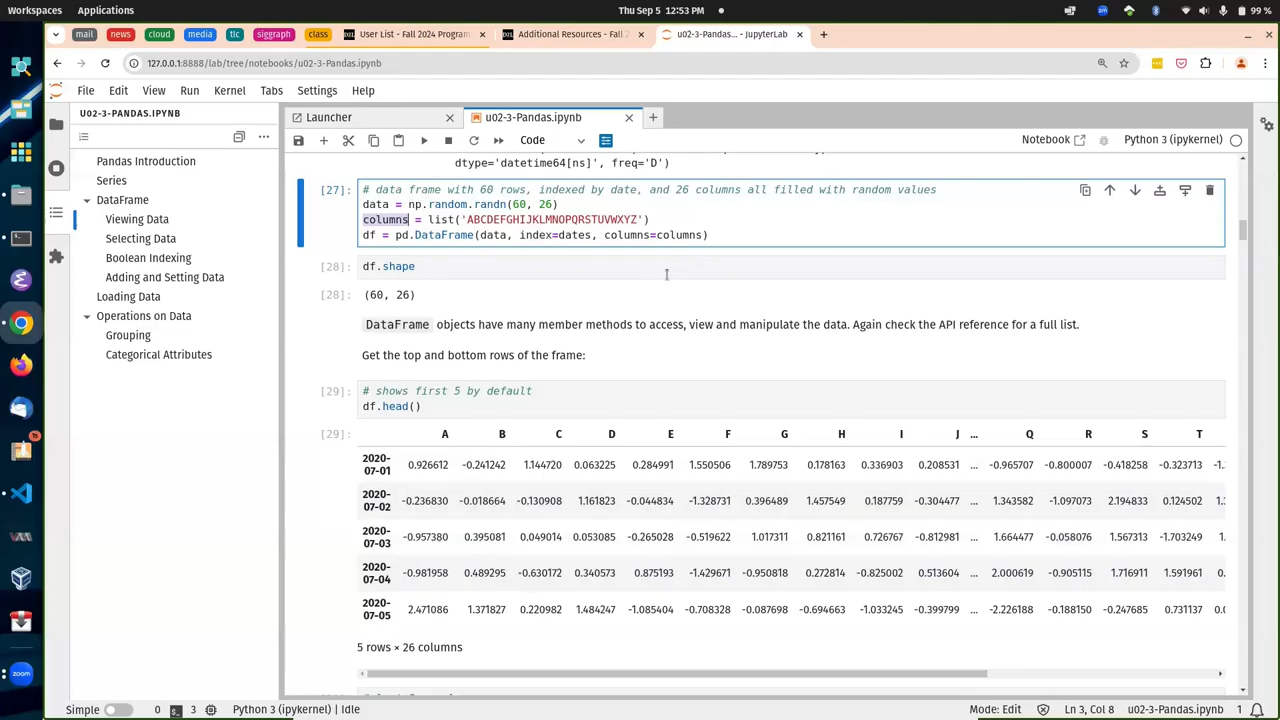 Workspaces Applications Thu Sep 5 12:53 PM 99 %
mail news cloud media tlc siggraph class User List - Fall 2024 Program Additional Resources - Fall 2 u02-3-Pandas... - JupyterLab
127.0.0.1:8888/lab/tree/notebooks/u02-3-Pandas.ipynb
File Edit View Run Kernel Tabs Settings Help
U02-3-PANDAS.IPYNB
Pandas Introduction
Series
DataFrame
Viewing Data
Selecting Data
Boolean Indexing
Adding and Setting Data
Loading Data
Operations on Data
Grouping
Categorical Attributes
Launcher u02-3-Pandas.ipynb
Code Notebook Python 3 (ipykernel)
dtype='datetime64[ns]', freq='D')
[27]: # data frame with 60 rows, indexed by date, and 26 columns all filled with random values
data = np.random.randn(60, 26)
columns = list('ABCDEFGHIJKLMNOPQRSTUVWXYZ')
df = pd.DataFrame(data, index=dates, columns=columns)
[28]: df.shape
[28]: (60, 26)
DataFrame objects have many member methods to access, view and manipulate the data. Again check the API reference for a full list.
Get the top and bottom rows of the frame:
[29]: # shows first 5 by default
df.head()
[29]: A B C D E F G H I J ... Q R S T
2020-07-01 0.926612 -0.241242 1.144720 0.063225 0.284991 1.550506 1.789753 0.178163 0.336903 0.208531 ... -0.965707 -0.800007 -0.418258 -0.323713 -1.
2020-07-02 -0.236830 -0.018664 -0.130908 1.161823 -0.044834 -1.328731 0.396489 1.457549 0.187759 -0.304477 ... 1.343582 -1.097073 2.194833 0.124502 1.
2020-07-03 -0.957380 0.395081 0.049014 0.053085 -0.265028 -0.519622 1.017311 0.821161 0.726767 -0.812981 ... 1.664477 -0.058076 1.567313 -1.703249 1.
2020-07-04 -0.981958 0.489295 -0.630172 0.340573 0.875193 -1.429671 -0.950818 0.272814 -0.825002 0.513604 ... 2.000619 -0.905115 1.716911 1.591961 0.
2020-07-05 2.471086 1.371827 0.220982 1.484247 -1.085404 -0.708328 -0.087698 -0.694663 -1.033245 -0.399799 ... -2.226188 -0.188150 -0.247685 0.731137 0.0
5 rows × 26 columns
Simple 0 3 Python 3 (ipykernel) | Idle Mode: Edit Ln 3, Col 8 u02-3-Pandas.ipynb 1